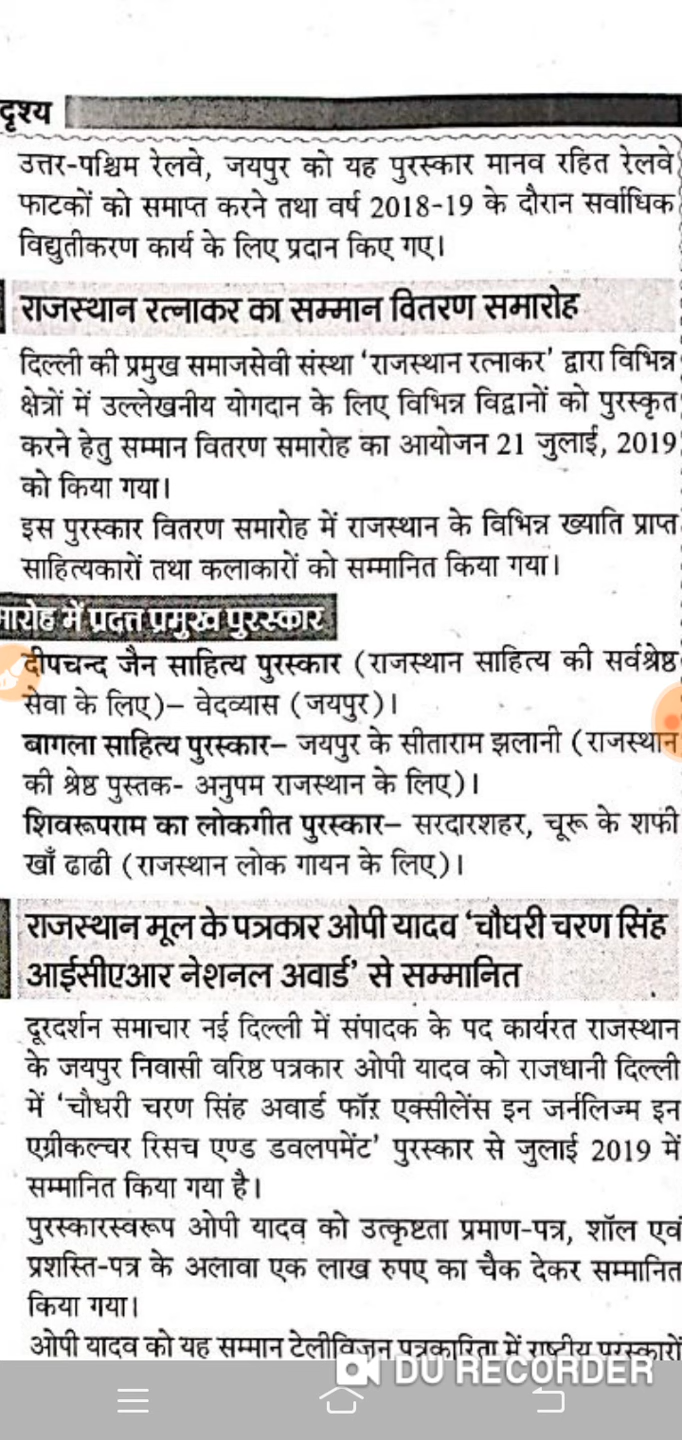 दृश्य
उत्तर-पश्चिम रेलवे, जयपुर को यह पुरस्कार मानव रहित रेलवे
फाटकों को समाप्त करने तथा वर्ष 2018-19 के दौरान सर्वाधिक
विद्युतीकरण कार्य के लिए प्रदान किए गए।
राजस्थान रत्नाकर का सम्मान वितरण समारोह
दिल्ली की प्रमुख समाजसेवी संस्था ‘राजस्थान रत्नाकर’ द्वारा विभिन्न
क्षेत्रों में उल्लेखनीय योगदान के लिए विभिन्न विद्वानों को पुरस्कृत
करने हेतु सम्मान वितरण समारोह का आयोजन 21 जुलाई, 2019
को किया गया।
इस पुरस्कार वितरण समारोह में राजस्थान के विभिन्न ख्याति प्राप्त
साहित्यकारों तथा कलाकारों को सम्मानित किया गया।
मारोह में प्रदत्त प्रमुख पुरस्कार
दीपचन्द जैन साहित्य पुरस्कार (राजस्थान साहित्य की सर्वश्रेष्ठ
सेवा के लिए)– वेदव्यास (जयपुर)।
बागला साहित्य पुरस्कार– जयपुर के सीताराम झलानी (राजस्थान
की श्रेष्ठ पुस्तक- अनुपम राजस्थान के लिए)।
शिवरूपराम का लोकगीत पुरस्कार– सरदारशहर, चूरू के शफी
खाँ ढाढी (राजस्थान लोक गायन के लिए)।
राजस्थान मूल के पत्रकार ओपी यादव ‘चौधरी चरण सिंह
आईसीएआर नेशनल अवार्ड’ से सम्मानित
दूरदर्शन समाचार नई दिल्ली में संपादक के पद कार्यरत राजस्थान
के जयपुर निवासी वरिष्ठ पत्रकार ओपी यादव को राजधानी दिल्ली
में ‘चौधरी चरण सिंह अवार्ड फॉर एक्सीलेंस इन जर्नलिज्म इन
एग्रीकल्चर रिसच एण्ड डवलपमेंट’ पुरस्कार से जुलाई 2019 में
सम्मानित किया गया है।
पुरस्कारस्वरूप ओपी यादव को उत्कृष्टता प्रमाण-पत्र, शॉल एवं
प्रशस्ति-पत्र के अलावा एक लाख रुपए का चैक देकर सम्मानित
किया गया।
ओपी यादव को यह सम्मान टेलीविजन पत्रकारिता में राष्ट्रीय पुरस्कारों
DU RECORDER